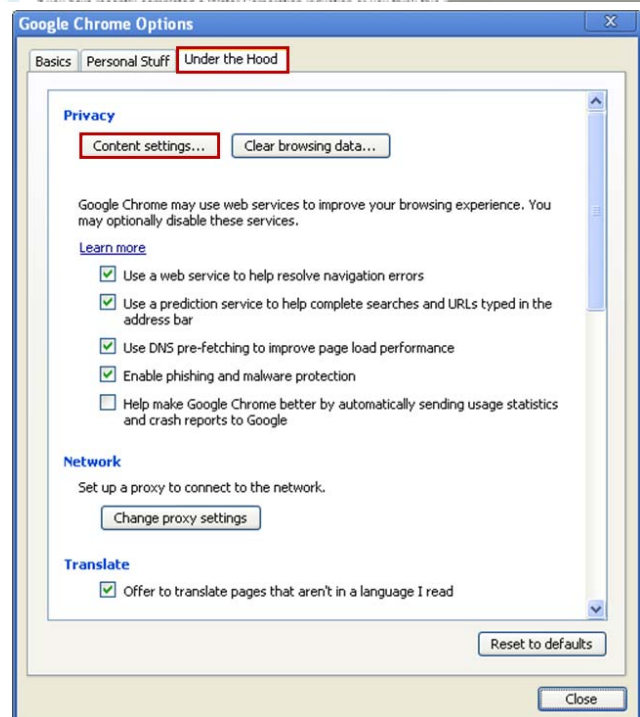 Google Chrome Options
Basics Personal Stuff Under the Hood
Privacy
Content settings... Clear browsing data...
Google Chrome may use web services to improve your browsing experience. You
may optionally disable these services.
Learn more
Use a web service to help resolve navigation errors
Use a prediction service to help complete searches and URLs typed in the
address bar
Use DNS pre-fetching to improve page load performance
Enable phishing and malware protection
Help make Google Chrome better by automatically sending usage statistics
and crash reports to Google
Network
Set up a proxy to connect to the network.
Change proxy settings
Translate
Offer to translate pages that aren't in a language I read
Reset to defaults
Close